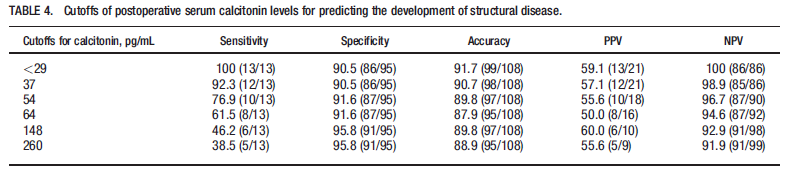 TABLE 4. Cutoffs of postoperative serum calcitonin levels for predicting the development of structural disease.
Cutoffs for calcitonin, pg/mL Sensitivity Specificity Accuracy PPV NPV
<29 100 (13/13) 90.5 (86/95) 91.7 (99/108) 59.1 (13/21) 100 (86/86)
37 92.3 (12/13) 90.5 (86/95) 90.7 (98/108) 57.1 (12/21) 98.9 (85/86)
54 76.9 (10/13) 91.6 (87/95) 89.8 (97/108) 55.6 (10/18) 96.7 (87/90)
64 61.5 (8/13) 91.6 (87/95) 87.9 (95/108) 50.0 (8/16) 94.6 (87/92)
148 46.2 (6/13) 95.8 (91/95) 89.8 (97/108) 60.0 (6/10) 92.9 (91/98)
260 38.5 (5/13) 95.8 (91/95) 88.9 (95/108) 55.6 (5/9) 91.9 (91/99)